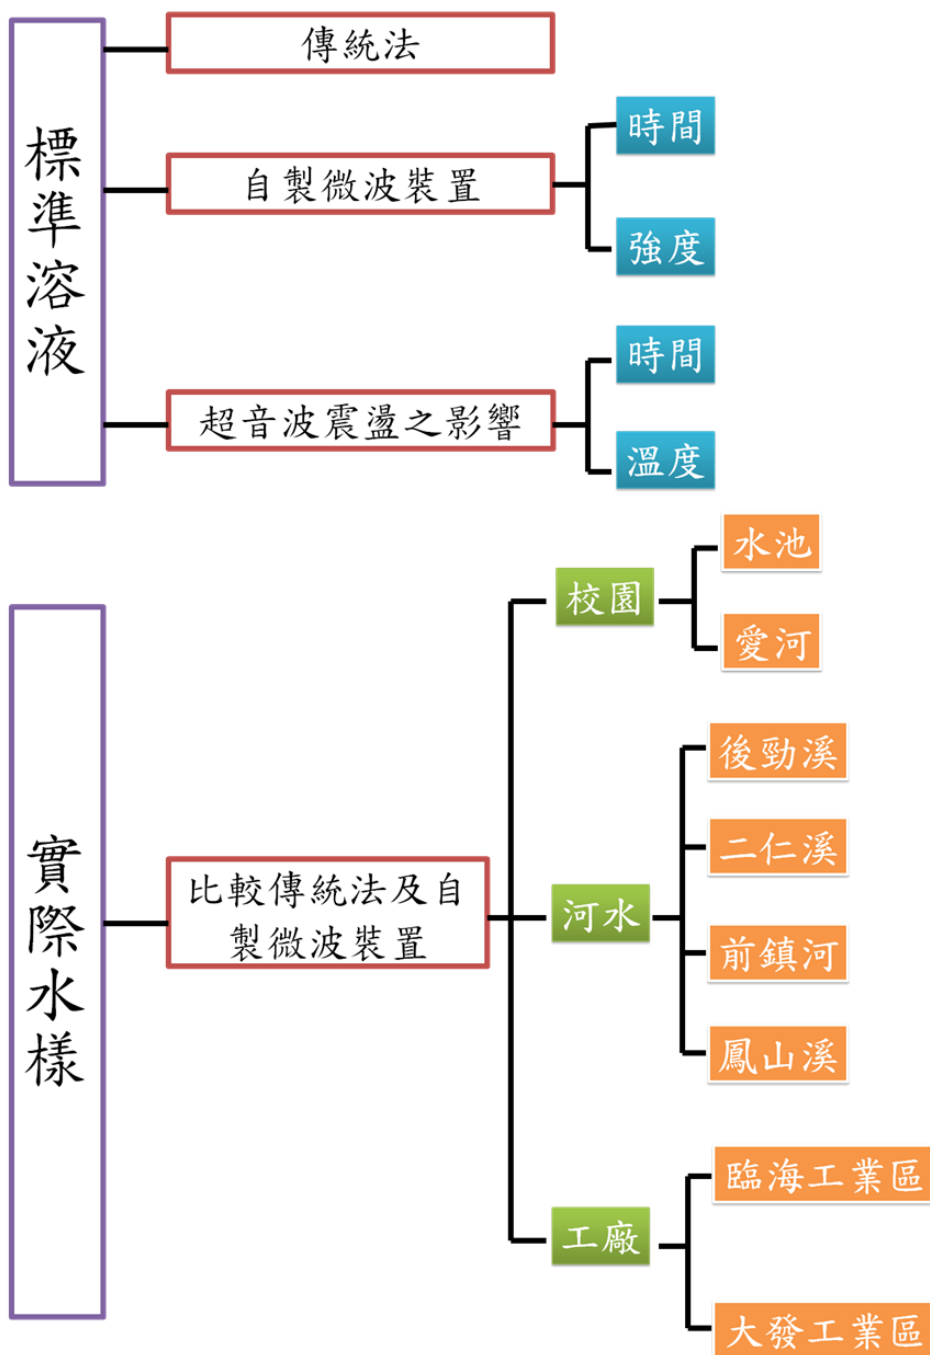 標準溶液
傳統法
自製微波裝置
時間
強度
超音波震盪之影響
時間
溫度
實際水樣
比較傳統法及自
製微波裝置
校園
水池
愛河
河水
後勁溪
二仁溪
前鎮河
鳳山溪
工廠
臨海工業區
大發工業區